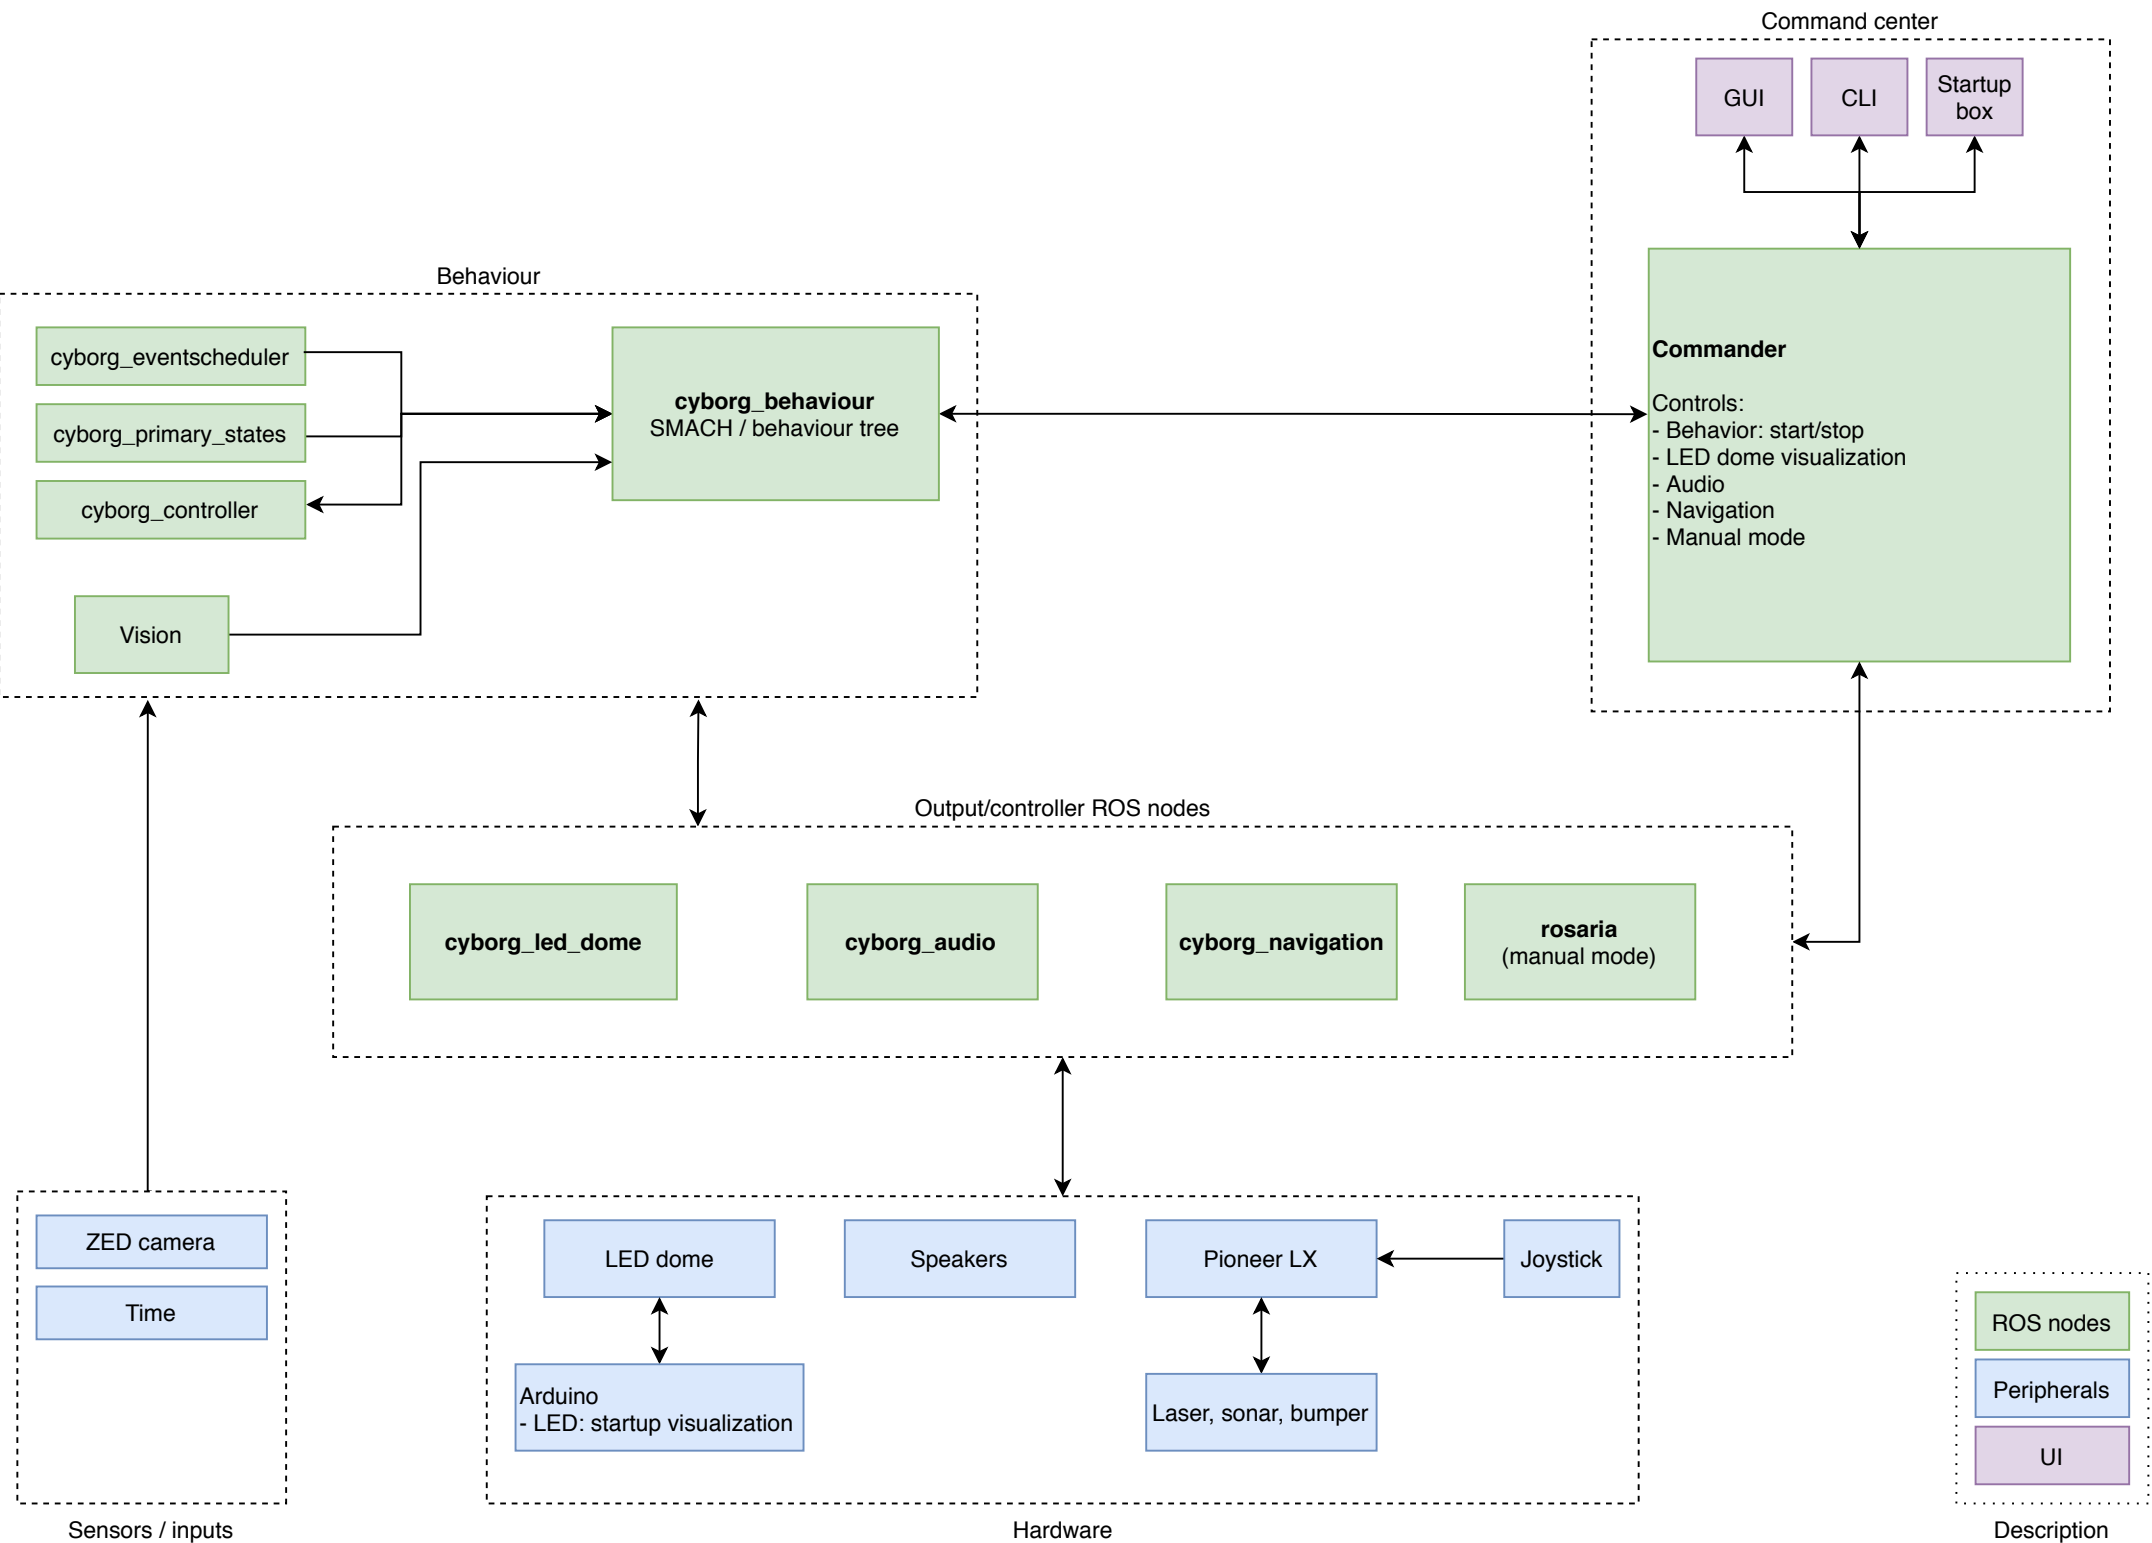 Command center
GUI
CLI
Startup
box
Commander
Controls:
- Behavior: start/stop
- LED dome visualization
- Audio
- Navigation
- Manual mode
Behaviour
cyborg_eventscheduler
cyborg_primary_states
cyborg_controller
Vision
cyborg_behaviour
SMACH / behaviour tree
Output/controller ROS nodes
cyborg_led_dome
cyborg_audio
cyborg_navigation
rosaria
(manual mode)
ZED camera
Time
Sensors / inputs
LED dome
Speakers
Pioneer LX
Joystick
Arduino
- LED: startup visualization
Laser, sonar, bumper
Hardware
ROS nodes
Peripherals
UI
Description